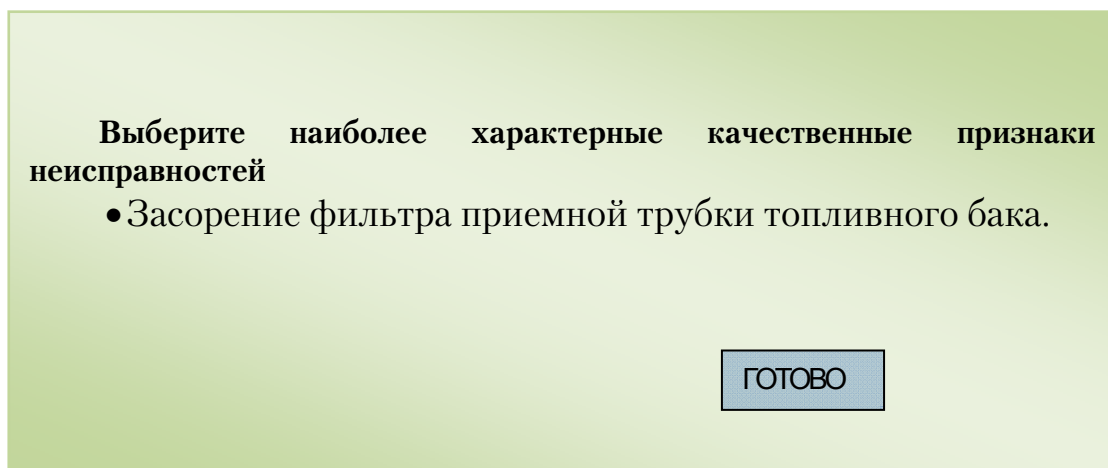 Выберите наиболее характерные качественные признаки
неисправностей
•Засорение фильтра приемной трубки топливного бака.
ГОТОВО